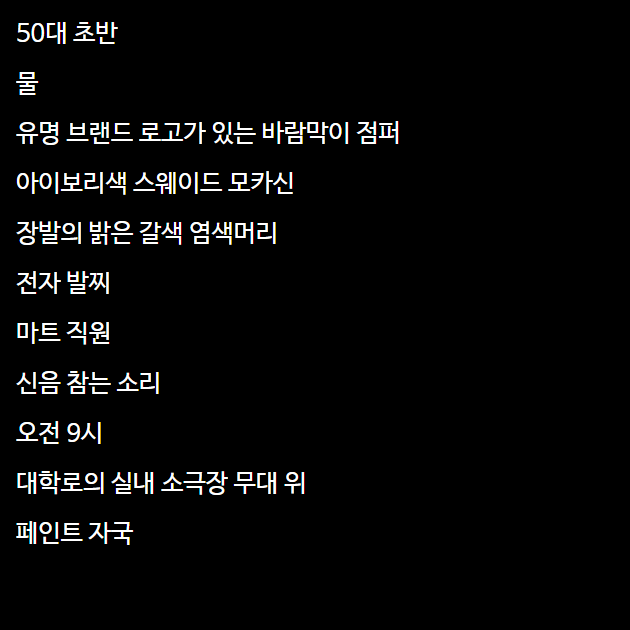 50대 초반
물
유명 브랜드 로고가 있는 바람막이 점퍼
아이보리색 스웨이드 모카신
장발의 밝은 갈색 염색머리
전자 발찌
마트 직원
신음 참는 소리
오전 9시
대학로의 실내 소극장 무대 위
페인트 자국